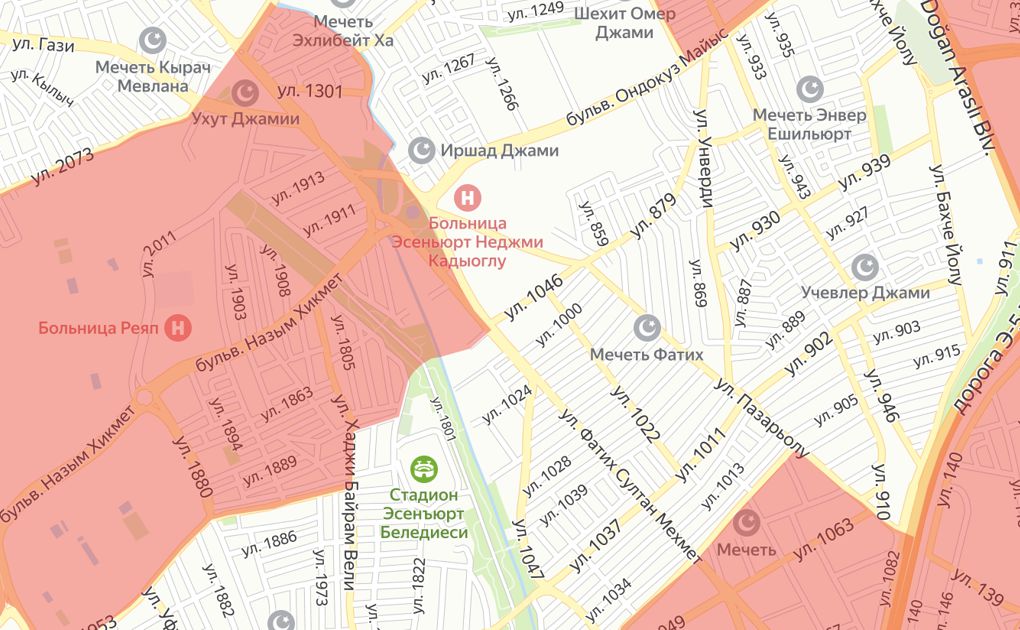 ул. 1249
Шехит Омер
Джами
Мечеть
Эхлибейт Ха
ул. Гази
Мечеть Кырач
Мевлана
ул. Кылыч
ул. 1267
ул. 1266
бульв. Ондокуз Майыс
ул. 933
ул. 935
хче Йолу
Doğan Arasli Blv.
ул. 1301
Ухут Джамии
Мечеть Энвер
Ешильюрт
ул. 2073
Иршад Джами
ул. Унверди
ул. 943
ул. 939
ул. Бахче Йолу
ул. 1913
ул. 1911
Больница
Эсеньюрт Неджми
Кадыоглу
ул. 859
ул. 879
ул. 930
ул. 927
ул. 911
ул. 2011
ул. 1903
ул. 1908
ул. 869
ул. 887
Учевлер Джами
Больница Реяп
бульв. Назым Хикмет
ул. 1805
ул. 1046
ул. 1000
Мечеть Фатих
ул. 889
ул. 902
ул. 903
ул. 915
дорога Э-5
ул. 1894
ул. 1863
ул. Хаджи Байрам Вели
ул. 1801
ул. 1024
ул. 1022
ул. Пазарьолу
ул. 905
ул. 946
бульв. Назым Хикмет
ул. 1880
ул. 1889
Стадион
Эсенъюрт
Беледиеси
ул. 1028
ул. 1039
ул. Фатих Султан Мехмет
ул. 1011
ул. 1013
ул. 910
ул. 140
ул. 1886
ул. 1973
ул. 1882
ул. 1822
ул. 1047
ул. 1037
ул. 1034
Мечеть
ул. 1063
ул. 1082
ул. 139